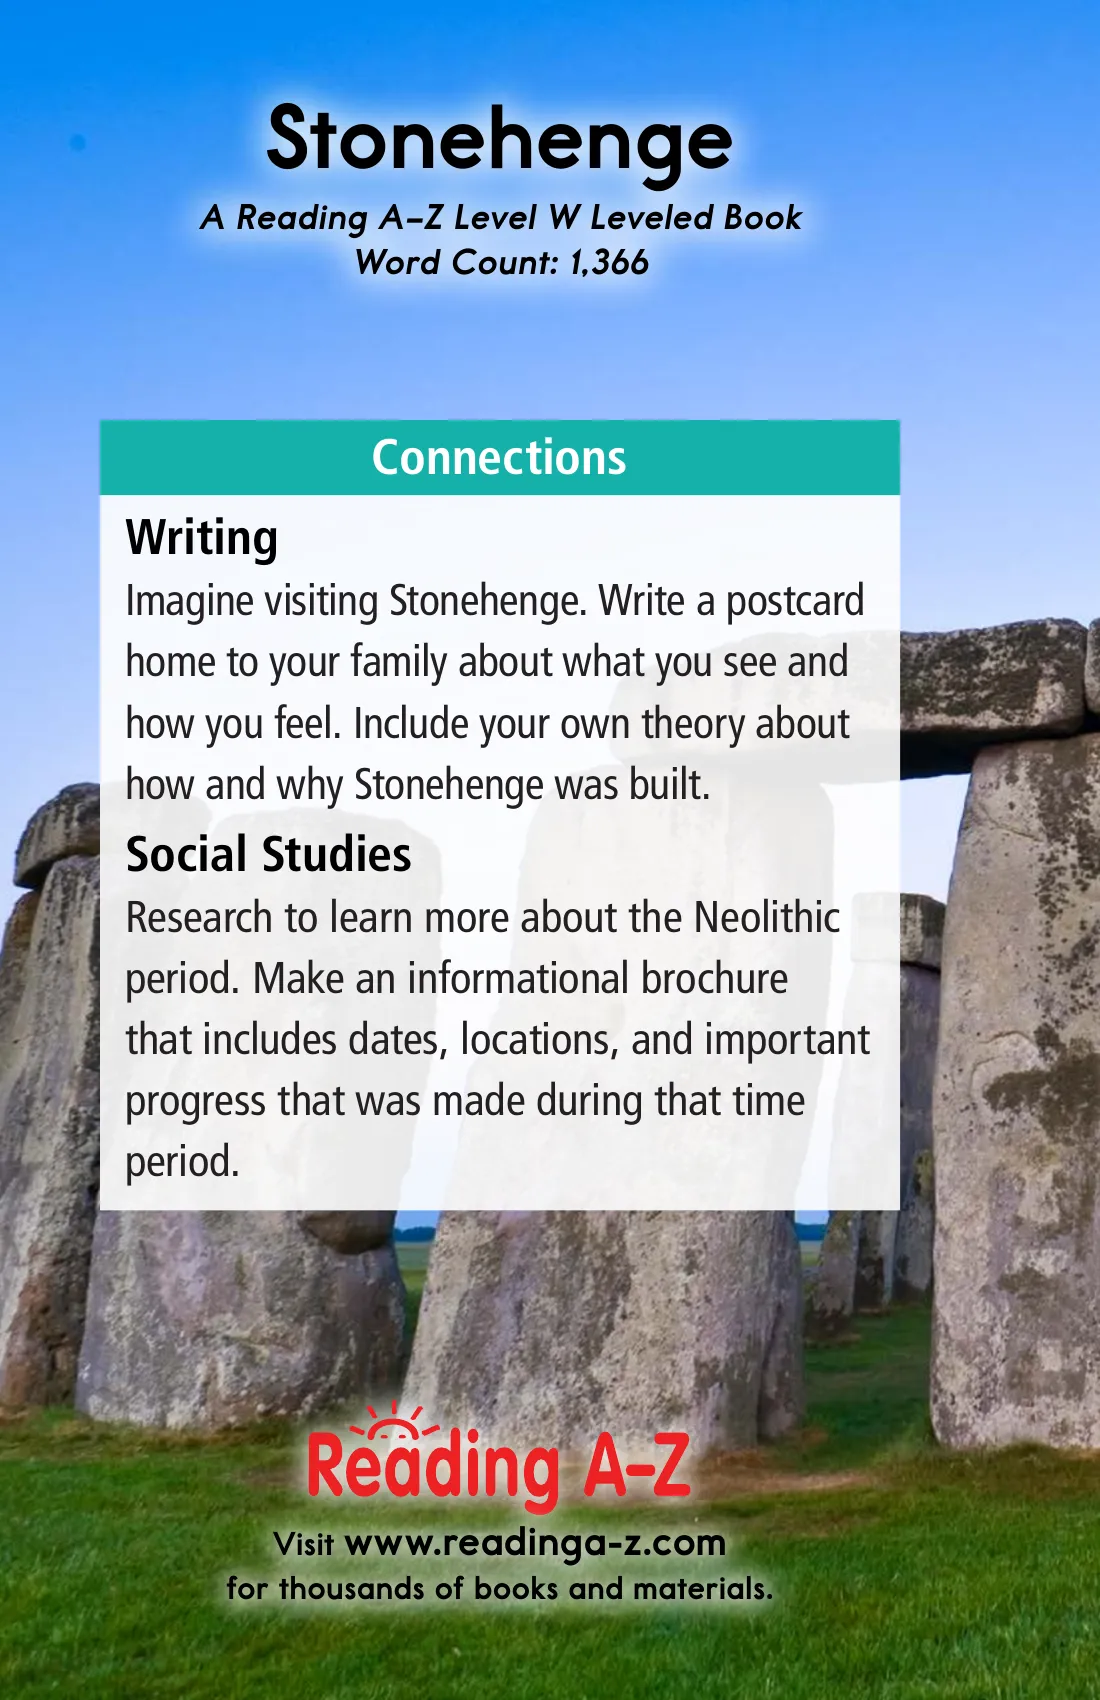 Stonehenge
A Reading A–Z Level W Leveled Book
Word Count: 1,366
Connections
Writing
Imagine visiting Stonehenge. Write a postcard
home to your family about what you see and
how you feel. Include your own theory about
how and why Stonehenge was built.
Social Studies
Research to learn more about the Neolithic
period. Make an informational brochure
that includes dates, locations, and important
progress that was made during that time
period.
Reading A–Z
Visit www.readinga-z.com
for thousands of books and materials.